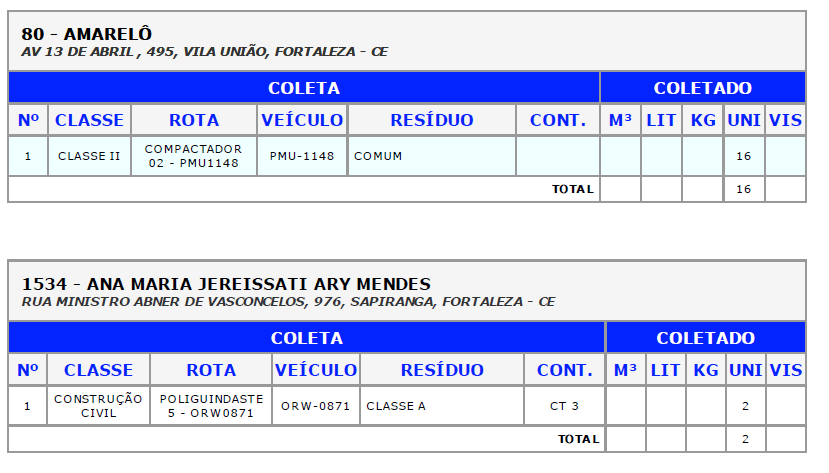 80 - AMARELÔ
AV 13 DE ABRIL , 495, VILA UNIÃO, FORTALEZA - CE
COLETA COLETADO
Nº CLASSE ROTA VEÍCULO RESÍDUO CONT. M³ LIT KG UNI VIS
1 CLASSE II COMPACTADOR 02 - PMU1148 PMU-1148 COMUM 16
TOTAL 16
1534 - ANA MARIA JEREISSATI ARY MENDES
RUA MINISTRO ABNER DE VASCONCELOS, 976, SAPIRANGA, FORTALEZA - CE
COLETA COLETADO
Nº CLASSE ROTA VEÍCULO RESÍDUO CONT. M³ LIT KG UNI VIS
1 CONSTRUÇÃO CIVIL POLIGUINDASTE 5 - ORW0871 ORW-0871 CLASSE A CT 3 2
TOTAL 2